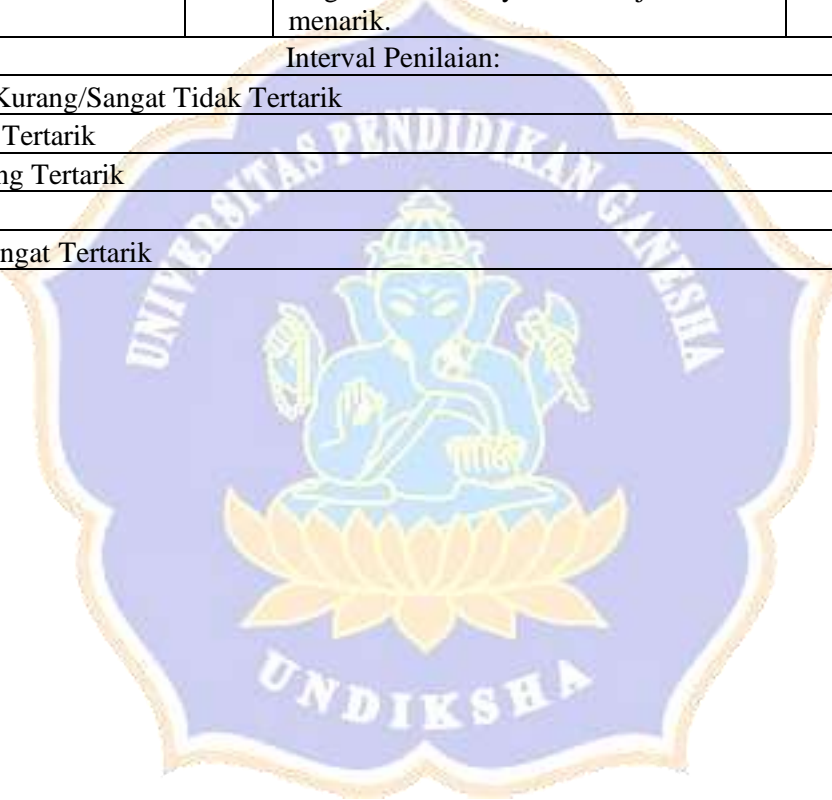 menarik.
Interval Penilaian:
Kurang/Sangat Tidak Tertarik
Tertarik
ng Tertarik
ngat Tertarik
UNIVERSITAS PENDIDIKAN GANESHA
UNDIKSHA